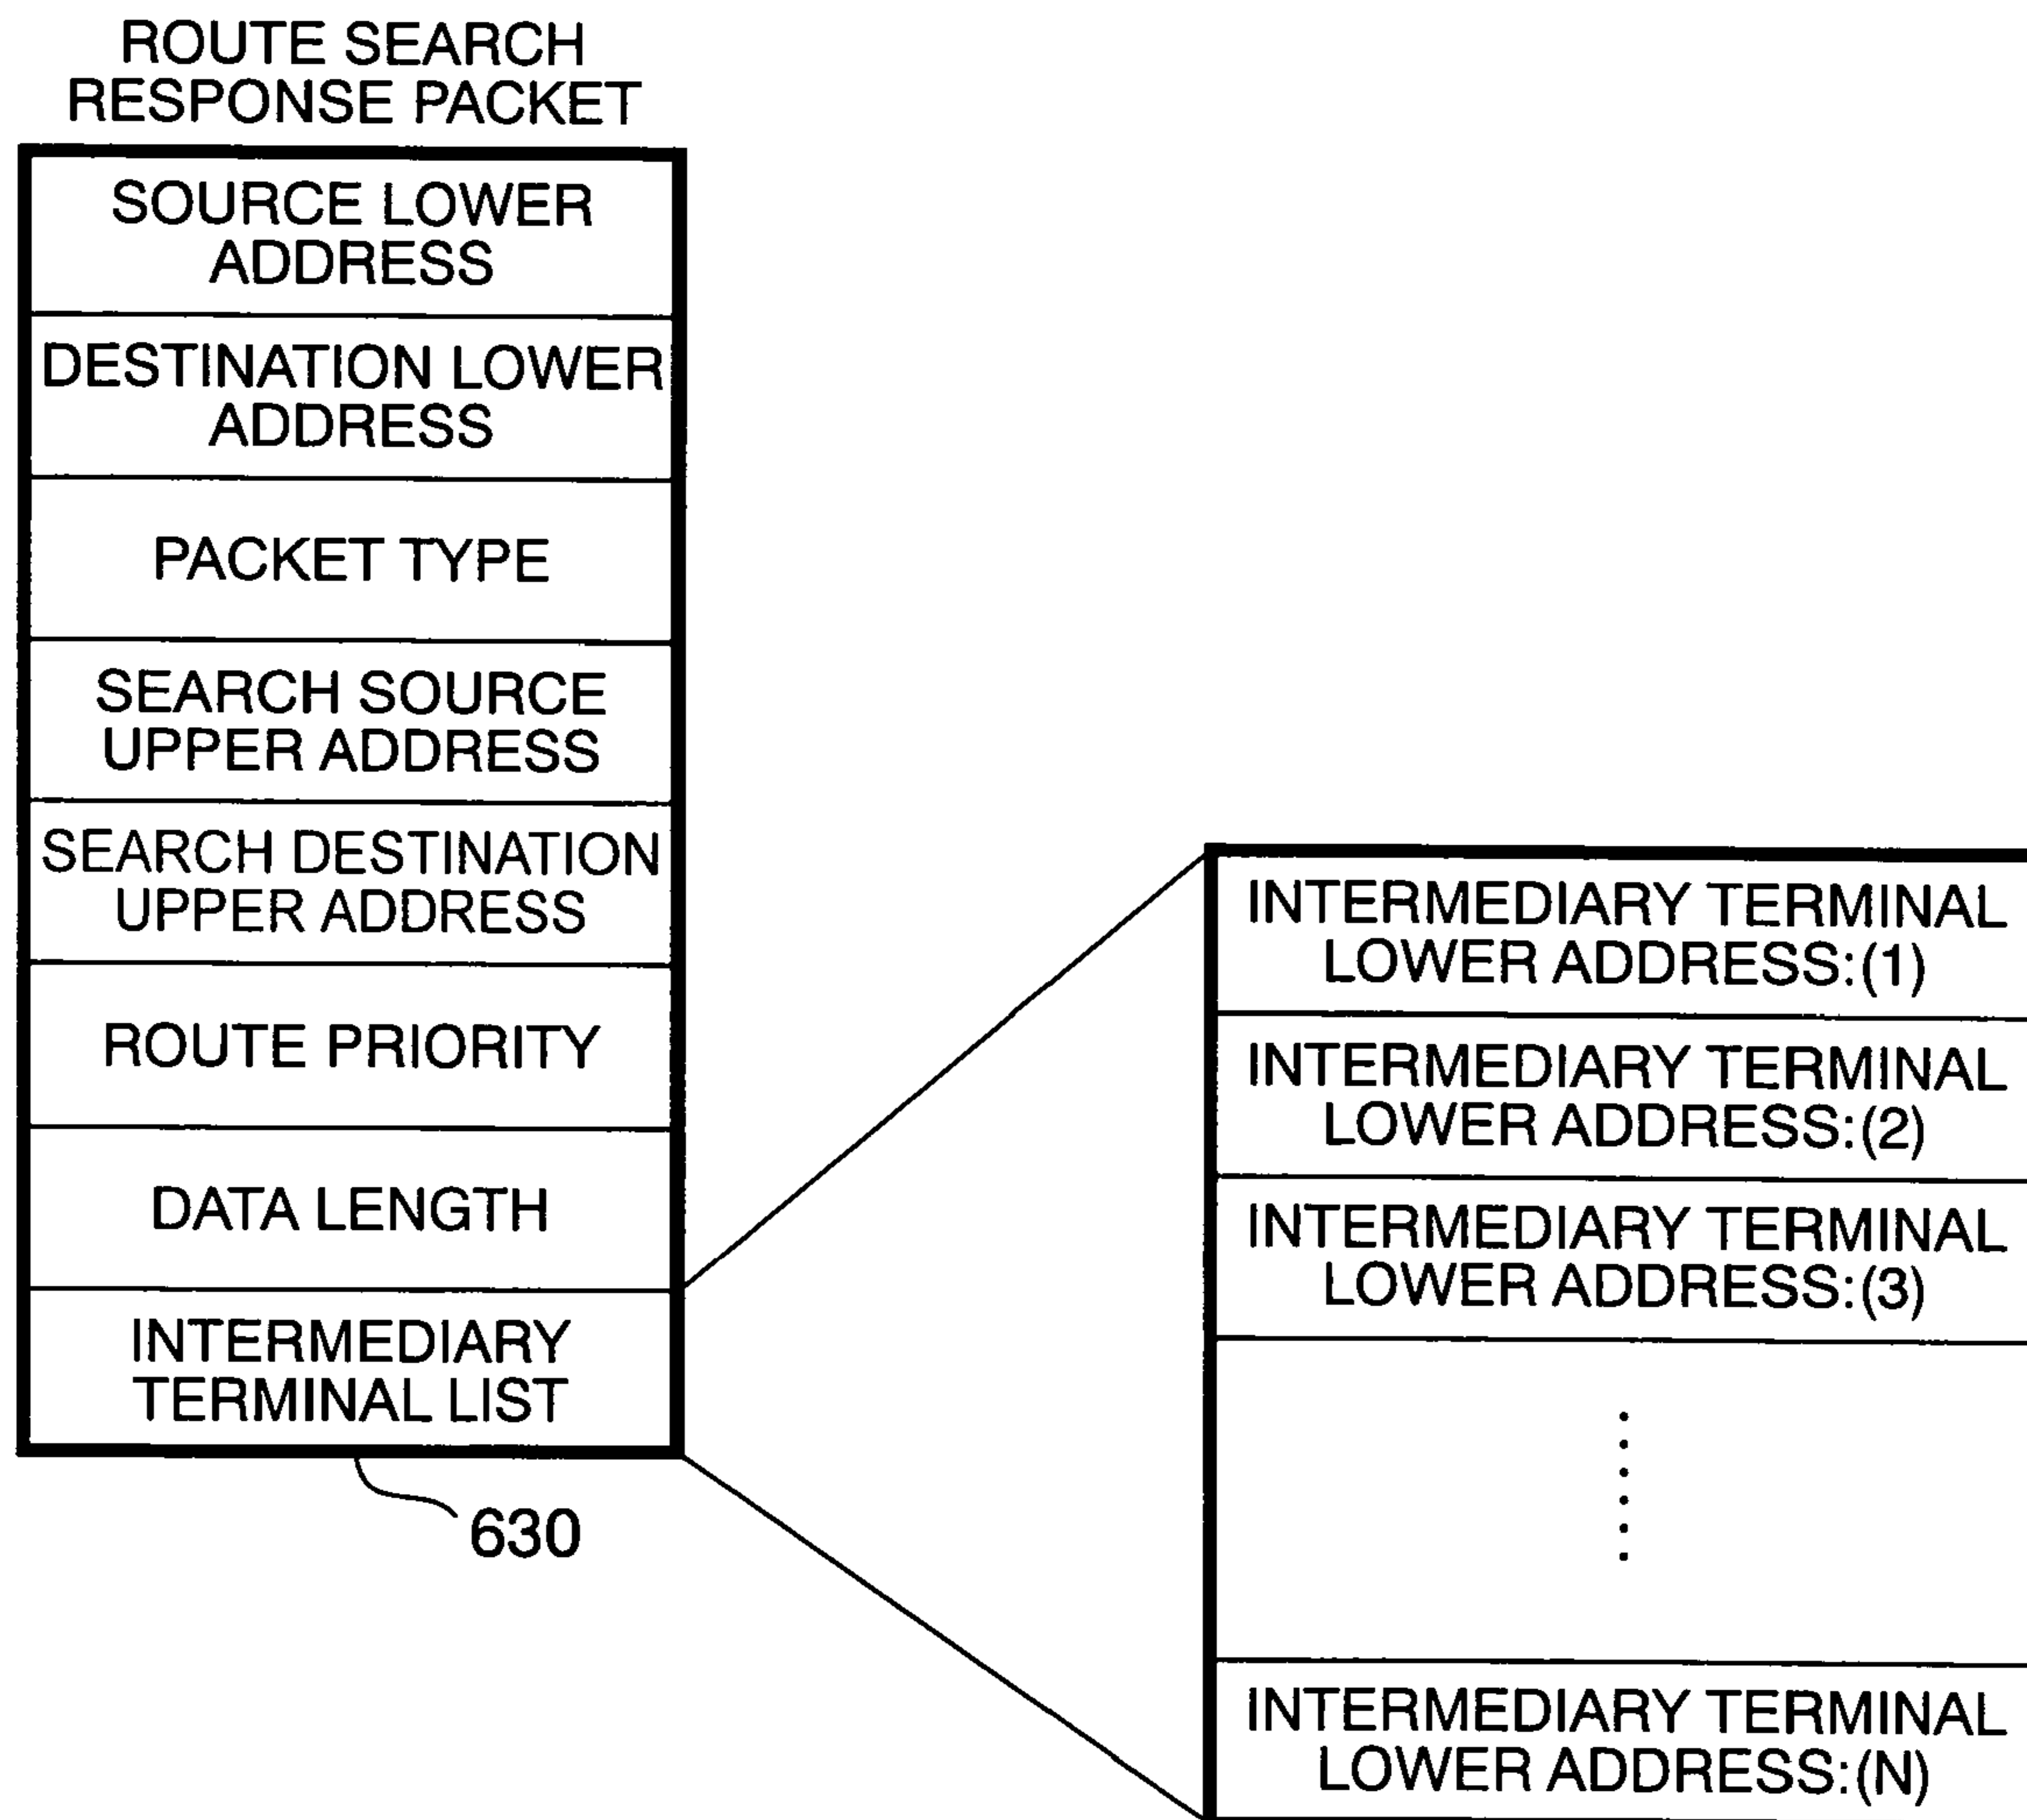 ROUTE SEARCH
RESPONSE PACKET
SOURCE LOWER
ADDRESS
DESTINATION LOWER
ADDRESS
PACKET TYPE
SEARCH SOURCE
UPPER ADDRESS
SEARCH DESTINATION
UPPER ADDRESS
ROUTE PRIORITY
DATA LENGTH
INTERMEDIARY
TERMINAL LIST
630
INTERMEDIARY TERMINAL
LOWER ADDRESS:(1)
INTERMEDIARY TERMINAL
LOWER ADDRESS:(2)
INTERMEDIARY TERMINAL
LOWER ADDRESS:(3)
INTERMEDIARY TERMINAL
LOWER ADDRESS:(N)